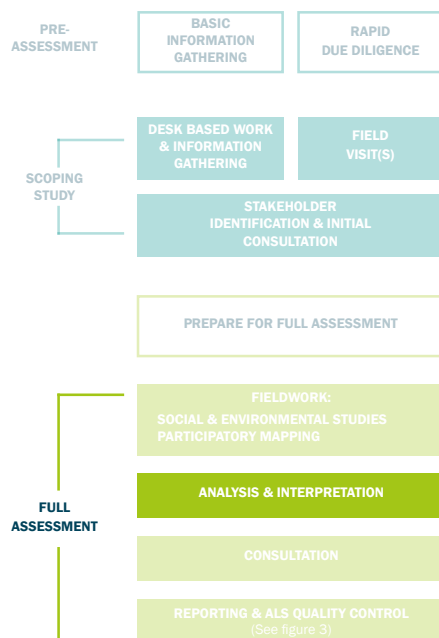 PRE-
ASSESSMENT
BASIC
INFORMATION
GATHERING
RAPID
DUE DILIGENCE
SCOPING
STUDY
DESK BASED WORK
& INFORMATION
GATHERING
FIELD
VISIT(S)
STAKEHOLDER
IDENTIFICATION & INITIAL
CONSULTATION
PREPARE FOR FULL ASSESSMENT
FULL
ASSESSMENT
FIELDWORK:
SOCIAL & ENVIRONMENTAL STUDIES
PARTICIPATORY MAPPING
ANALYSIS & INTERPRETATION
CONSULTATION
REPORTING & ALS QUALITY CONTROL
(See figure 3)